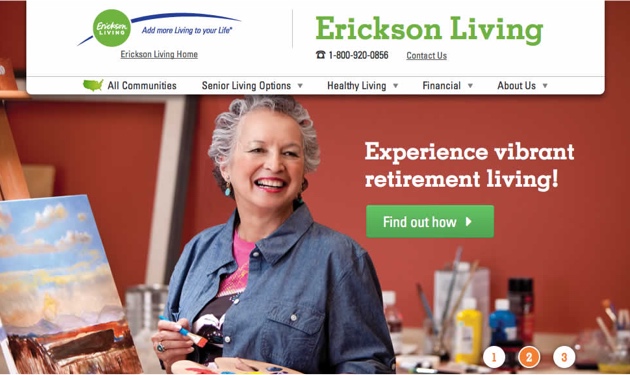 Erickson
LIVING
Add more Living to your Life®
Erickson Living Home
Erickson Living
1-800-920-0856
Contact Us
All Communities
Senior Living Options
Healthy Living
Financial
About Us
Experience vibrant
retirement living!
Find out how
1
2
3